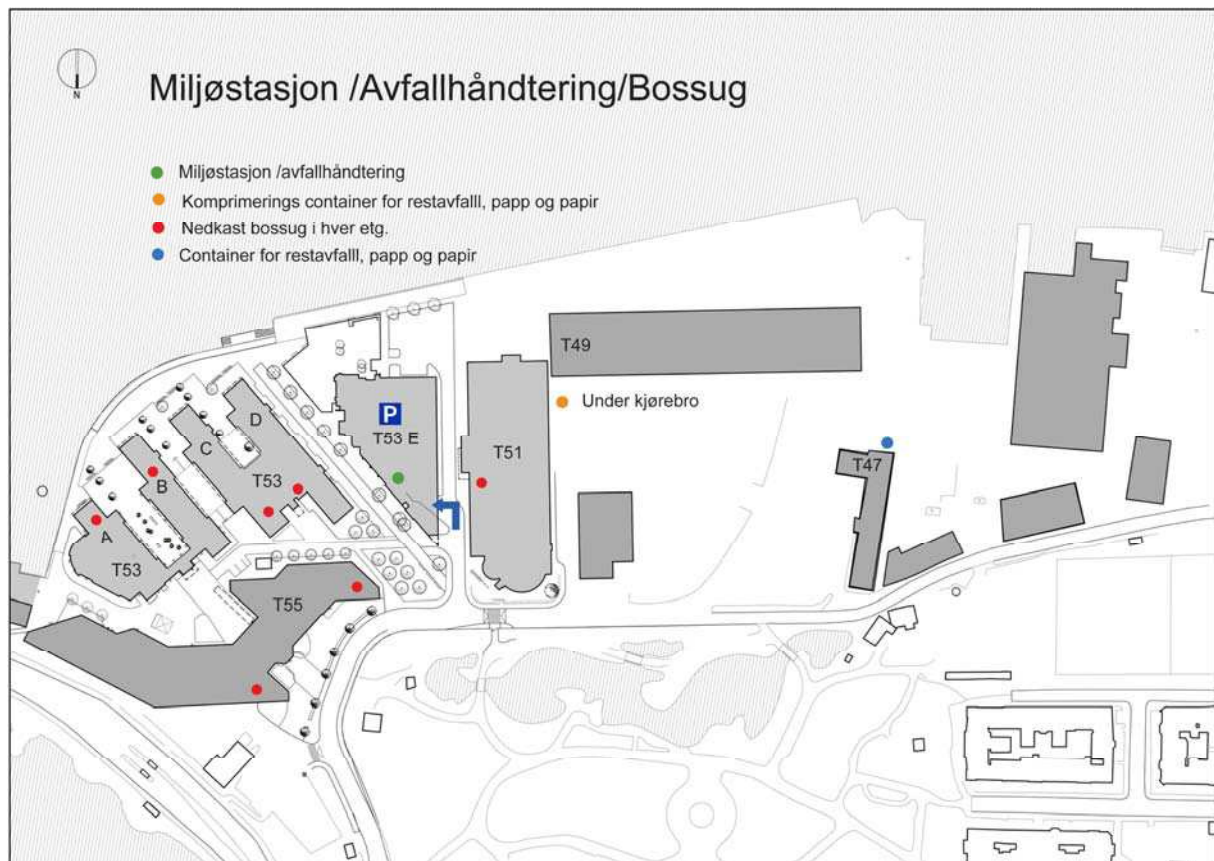 N
Miljøstasjon /Avfallhåndtering/Bossug
Miljøstasjon /avfallhåndtering
Komprimerings container for restavfalll, papp og papir
Nedkast bossug i hver etg.
Container for restavfalll, papp og papir
T49
Under kjørebro
P
T53 E
D
C
T53
B
A
T53
T51
T47
T55